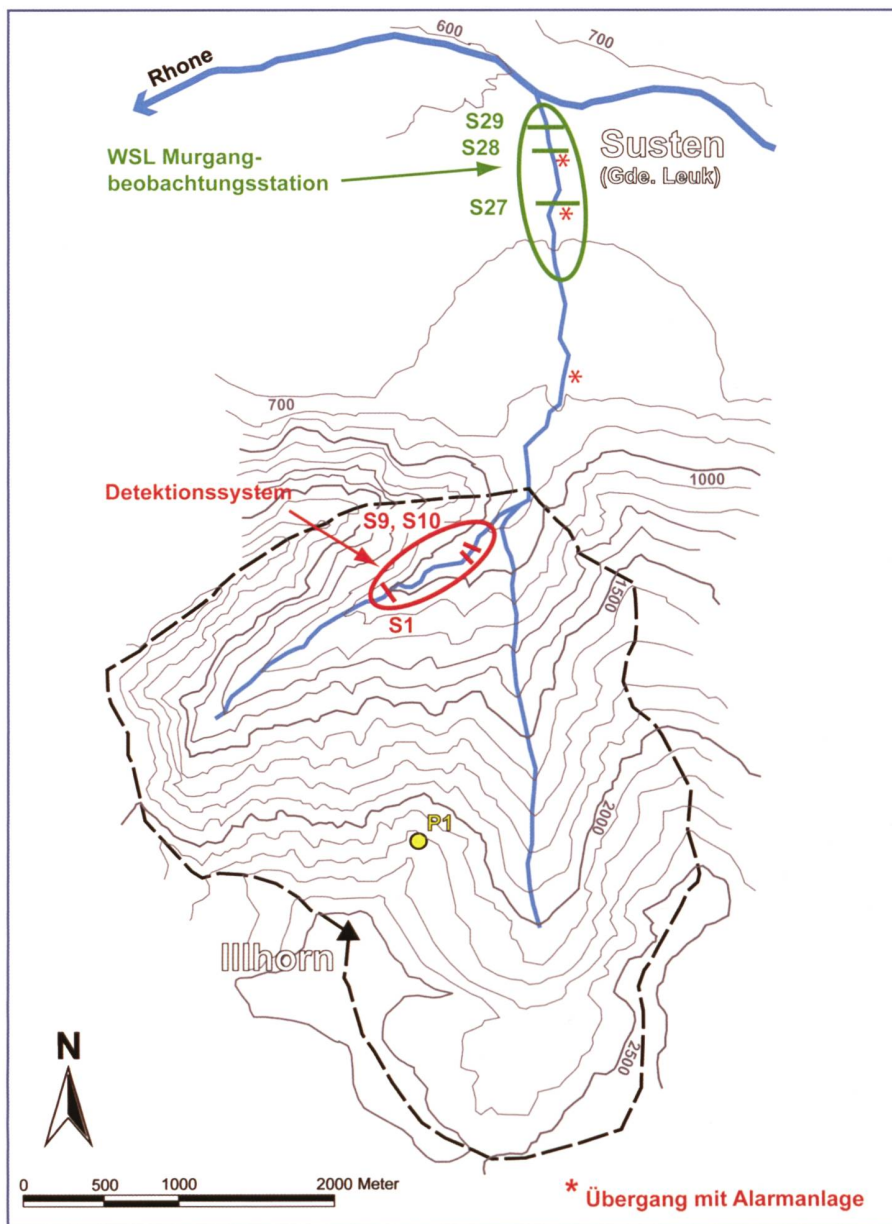 600
700
Rhone
S29
S28
Susten
(Gde. Leuk)
WSL Murgang-
beobachtungsstation
S27
700
1000
Detektionssystem
S9, S10
1500
S1
2000
P1
Illhorn
2500
N
0 500 1000 2000 Meter
* Übergang mit Alarmanlage